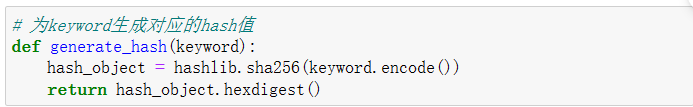 # 为keyword生成对应的hash值
def generate_hash(keyword):
    hash_object = hashlib.sha256(keyword.encode())
    return hash_object.hexdigest()